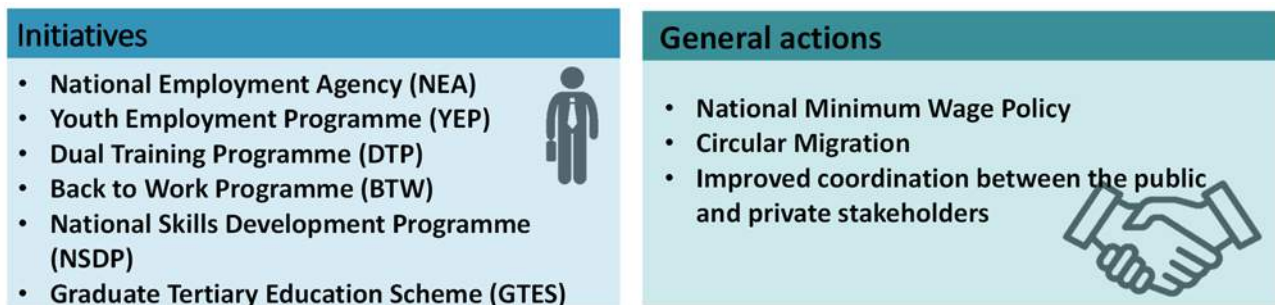 Initiatives
• National Employment Agency (NEA)
• Youth Employment Programme (YEP)
• Dual Training Programme (DTP)
• Back to Work Programme (BTW)
• National Skills Development Programme
(NSDP)
• Graduate Tertiary Education Scheme (GTES)
General actions
• National Minimum Wage Policy
• Circular Migration
• Improved coordination between the public
and private stakeholders